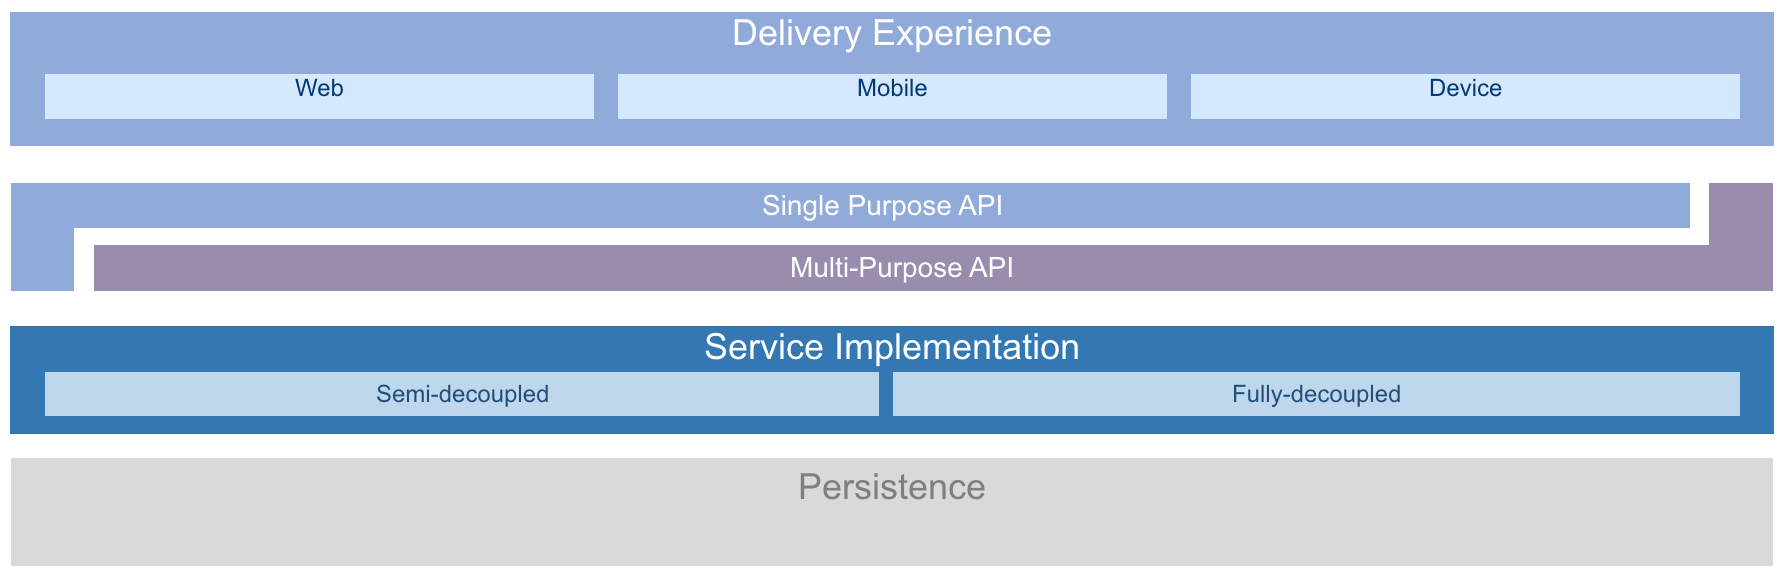 Delivery Experience
Web
Mobile
Device
Single Purpose API
Multi-Purpose API
Service Implementation
Semi-decoupled
Fully-decoupled
Persistence